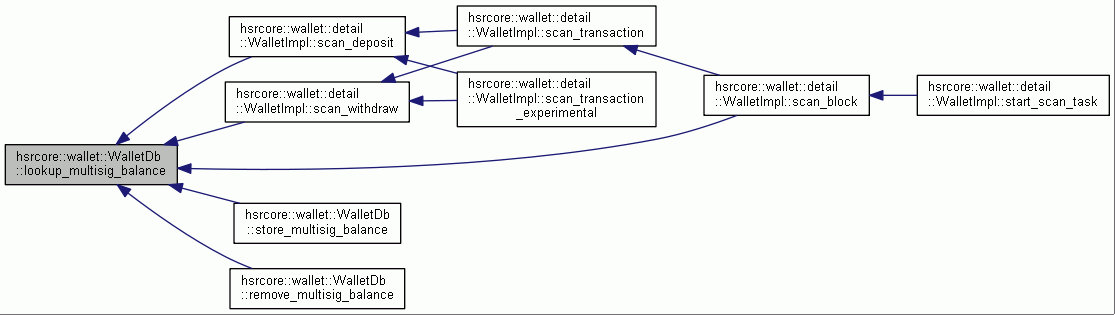 hsrcore::wallet::detail
::WalletImpl::scan_deposit
hsrcore::wallet::detail
::WalletImpl::scan_transaction
hsrcore::wallet::detail
::WalletImpl::scan_withdraw
hsrcore::wallet::detail
::WalletImpl::scan_transaction
_experimental
hsrcore::wallet::detail
::WalletImpl::scan_block
hsrcore::wallet::detail
::WalletImpl::start_scan_task
hsrcore::wallet::WalletDb
::lookup_multisig_balance
hsrcore::wallet::WalletDb
::store_multisig_balance
hsrcore::wallet::WalletDb
::remove_multisig_balance